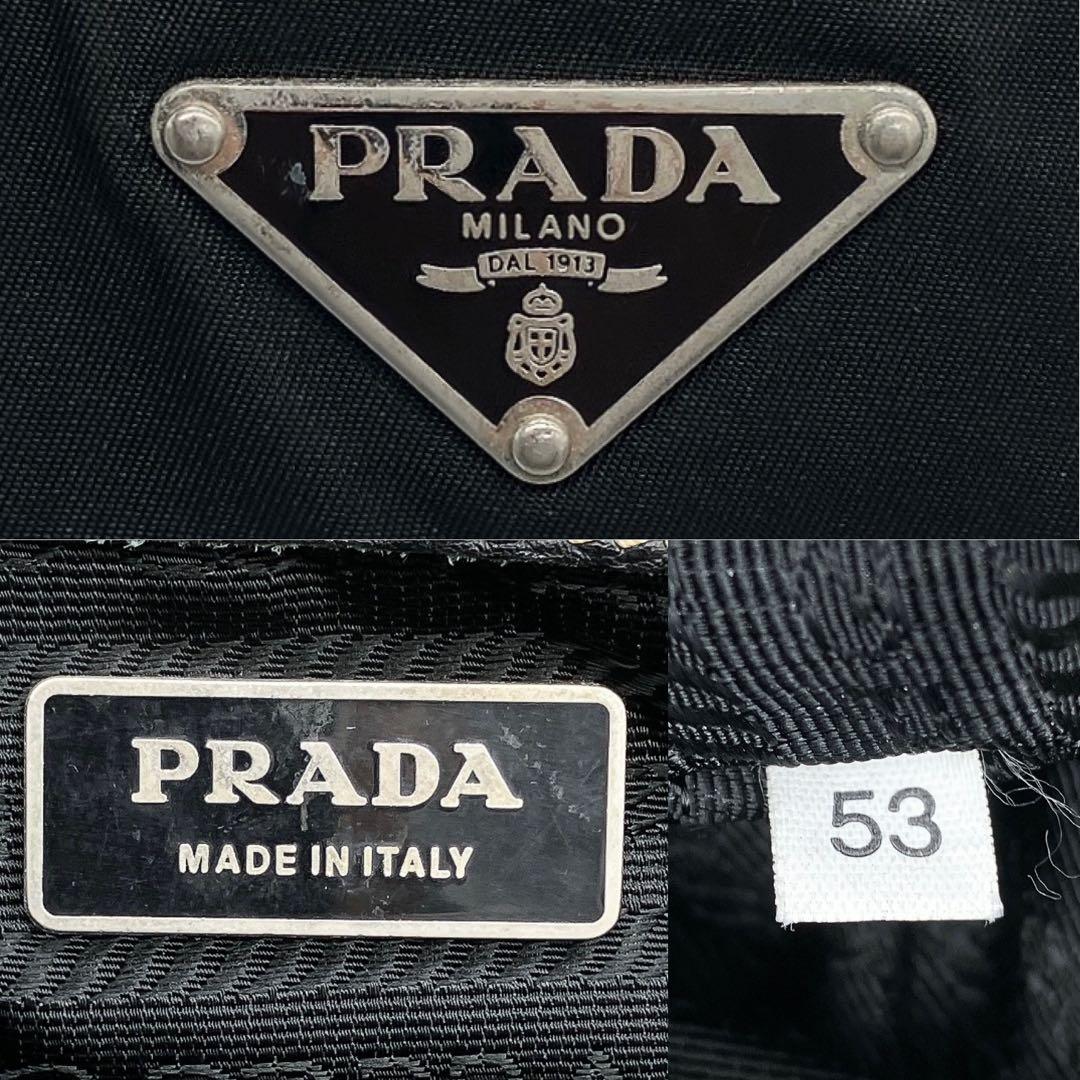 PRADA
MILANO
DAL 1913
PRADA
MADE IN ITALY
53